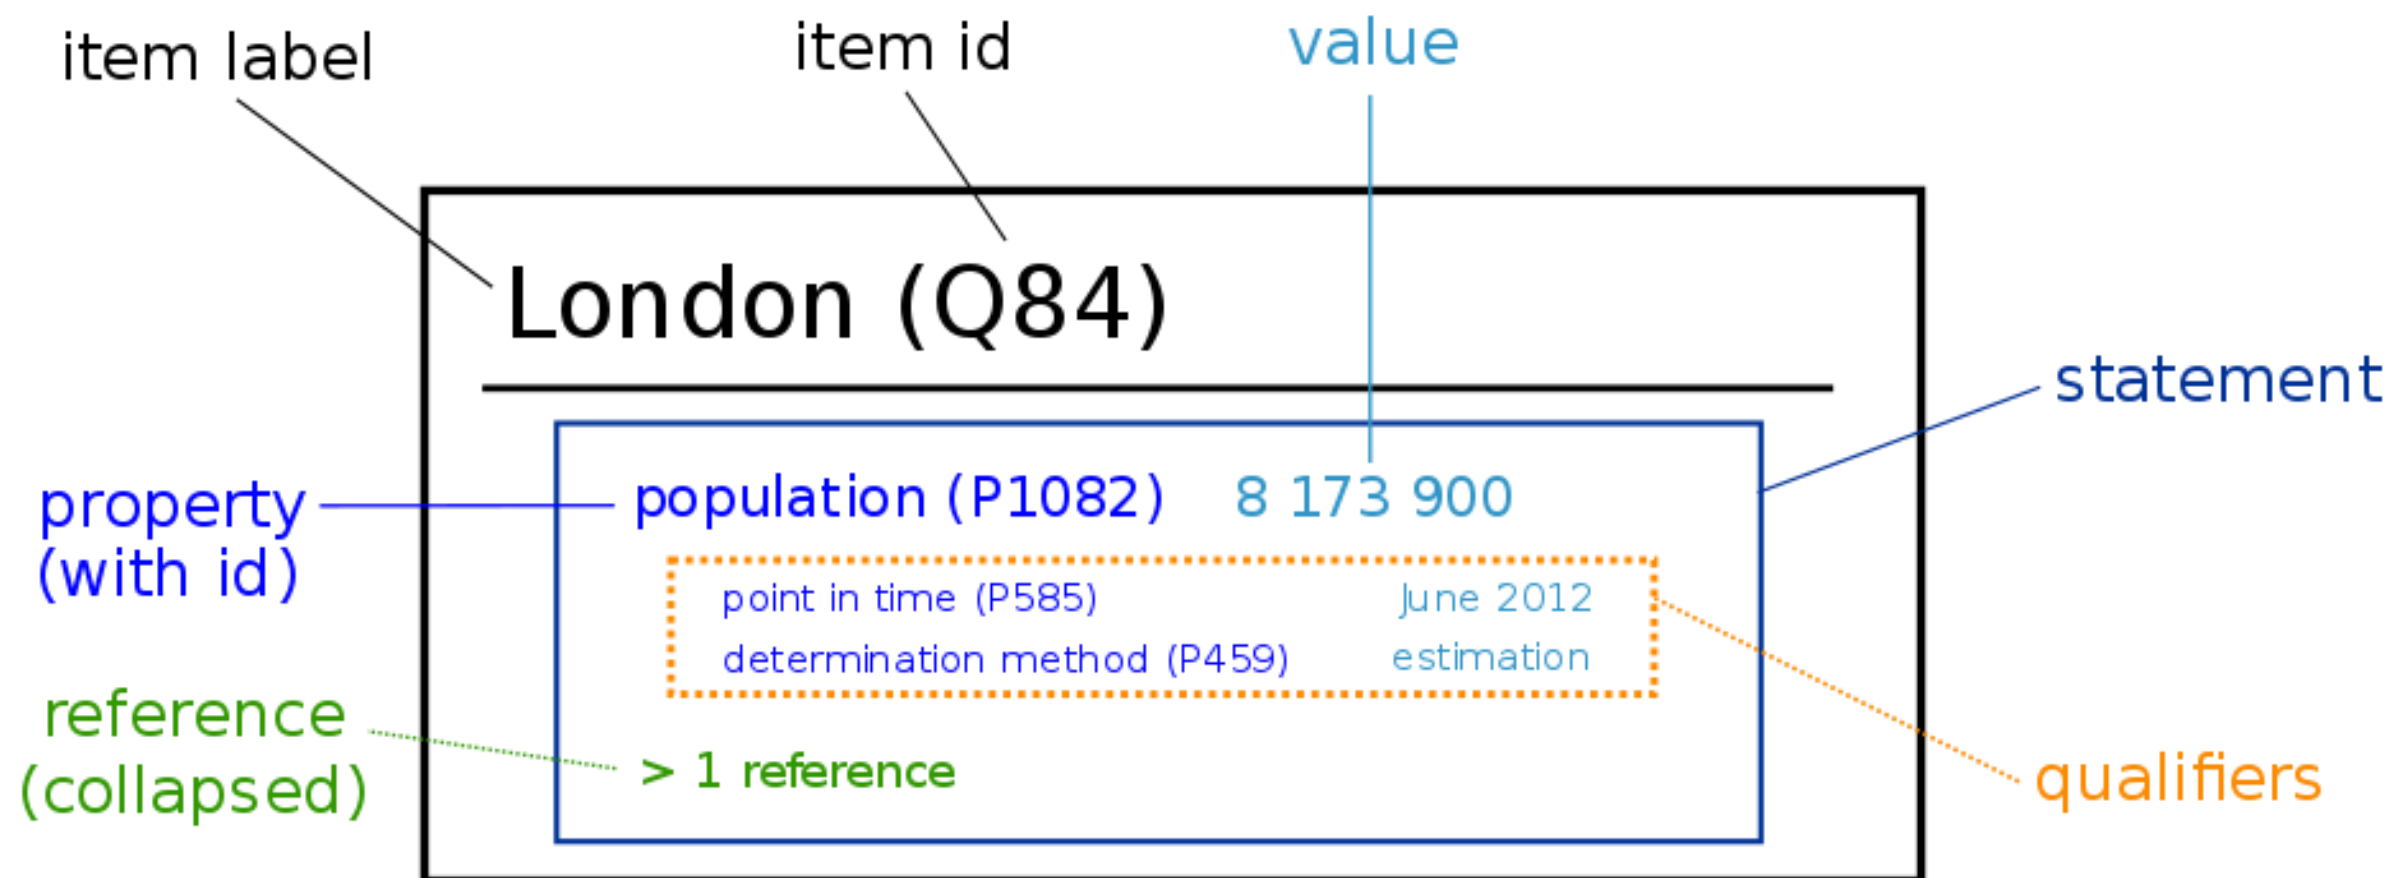 item label
item id
value
London (Q84)
statement
property
(with id)
population (P1082) 8 173 900
point in time (P585) June 2012
determination method (P459) estimation
reference
(collapsed)
> 1 reference
qualifiers